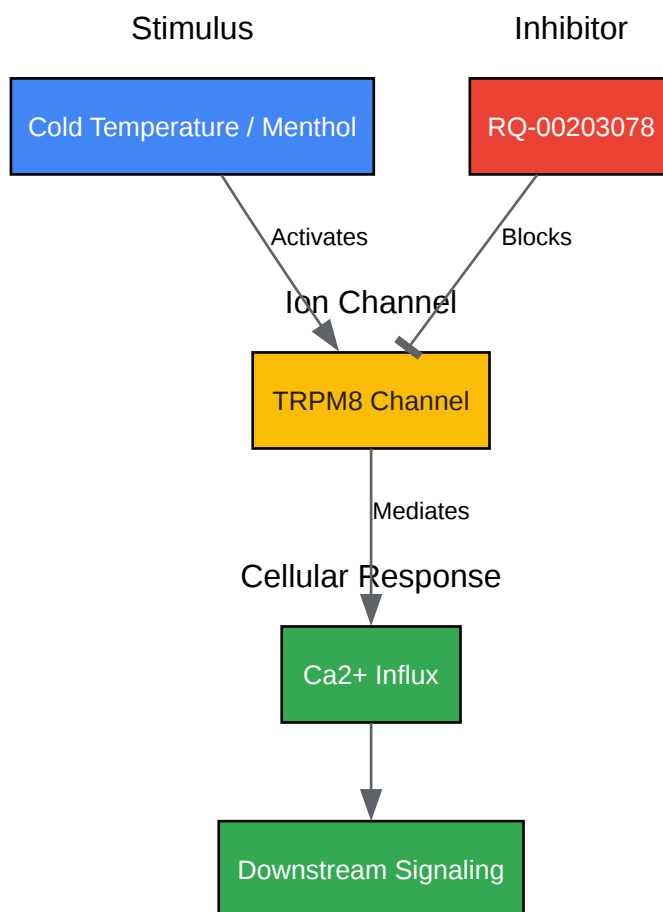 Stimulus
Inhibitor
Cold Temperature / Menthol
RQ-00203078
Activates
Blocks
Ion Channel
TRPM8 Channel
Mediates
Cellular Response
Ca2+ Influx
Downstream Signaling